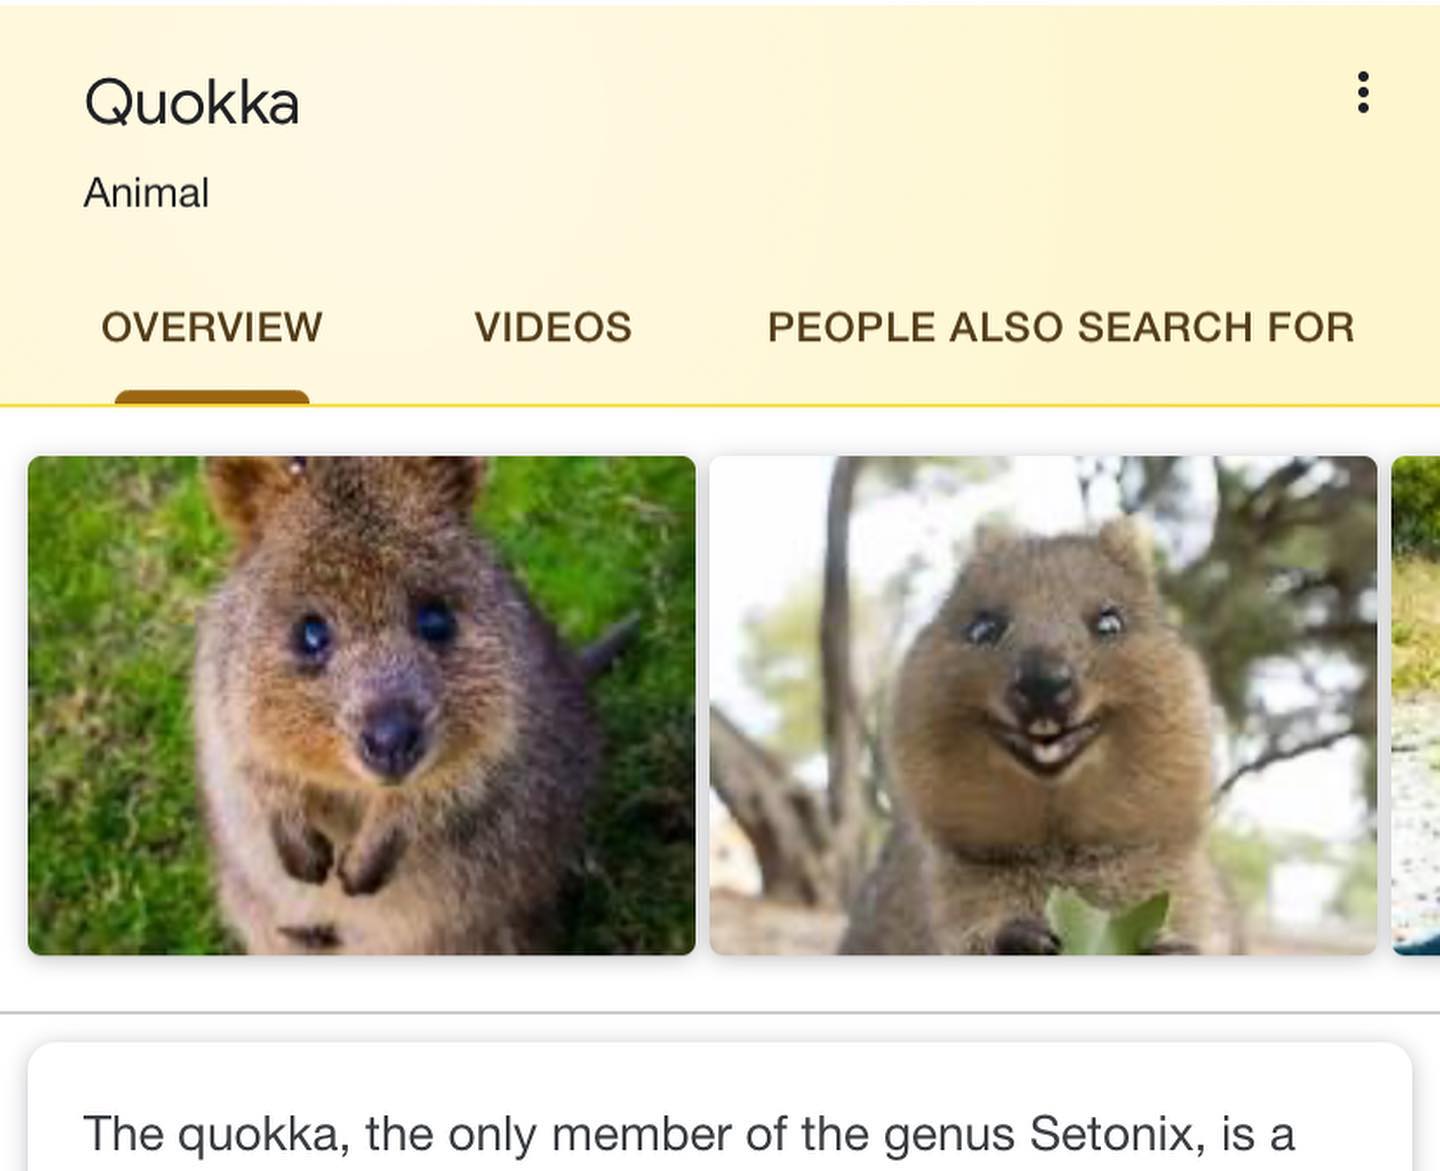 Quokka
Animal
OVERVIEW VIDEOS PEOPLE ALSO SEARCH FOR
The quokka, the only member of the genus Setonix, is a